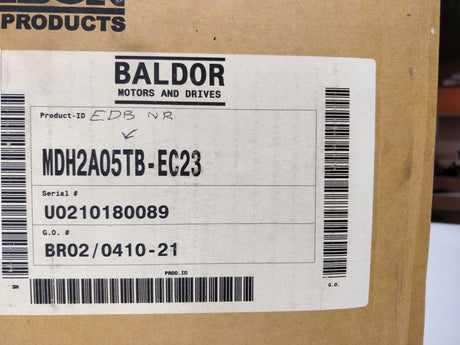 PRODUCTS
BALDOR
MOTORS AND DRIVES
Product-ID EDB NR
MDH2A05TB-EC23
Serial #
U0210180089
G.O. #
BR02/0410-21
PROD.ID
SN
G.O.